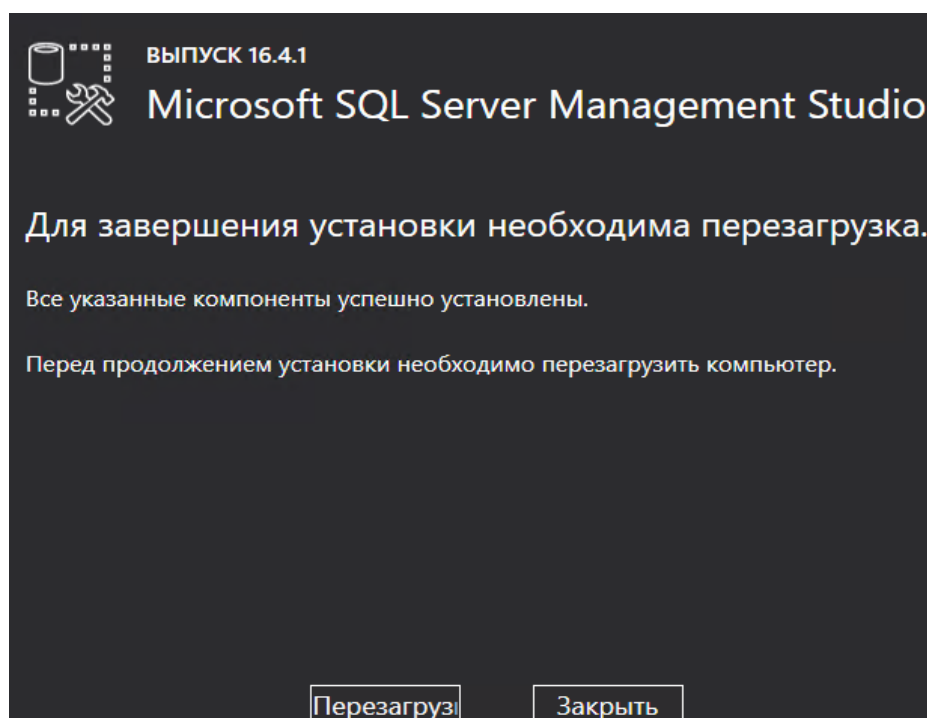 ВЫПУСК 16.4.1
Microsoft SQL Server Management Studio
Для завершения установки необходима перезагрузка.
Все указанные компоненты успешно установлены.
Перед продолжением установки необходимо перезагрузить компьютер.
Перезагрузи Закрыть